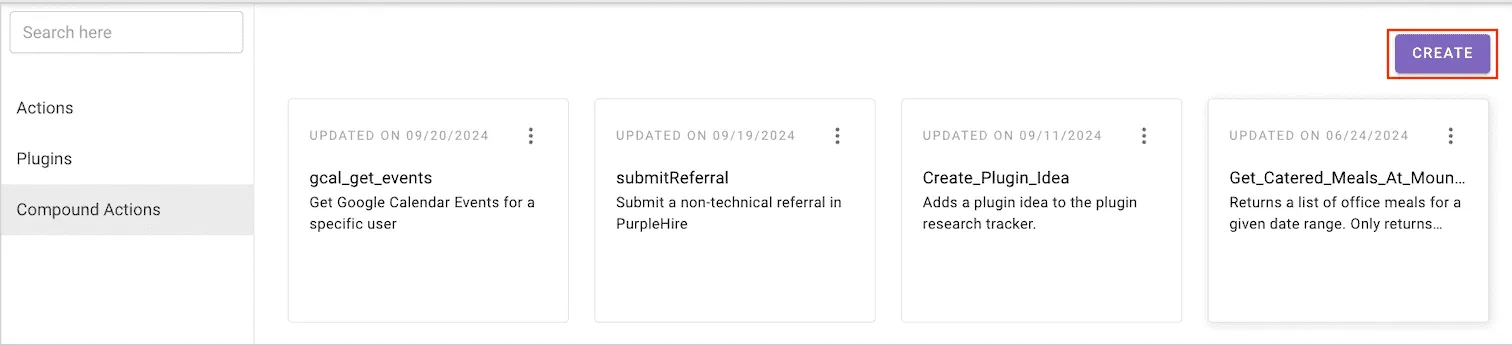 Search here
CREATE
Actions
Plugins
Compound Actions
UPDATED ON 09/20/2024
gcal_get_events
Get Google Calendar Events for a
specific user
UPDATED ON 09/19/2024
submitReferral
Submit a non-technical referral in
PurpleHire
UPDATED ON 09/11/2024
Create_Plugin_Idea
Adds a plugin idea to the plugin
research tracker.
UPDATED ON 06/24/2024
Get_Catered_Meals_At_Moun...
Returns a list of office meals for a
given date range. Only returns...